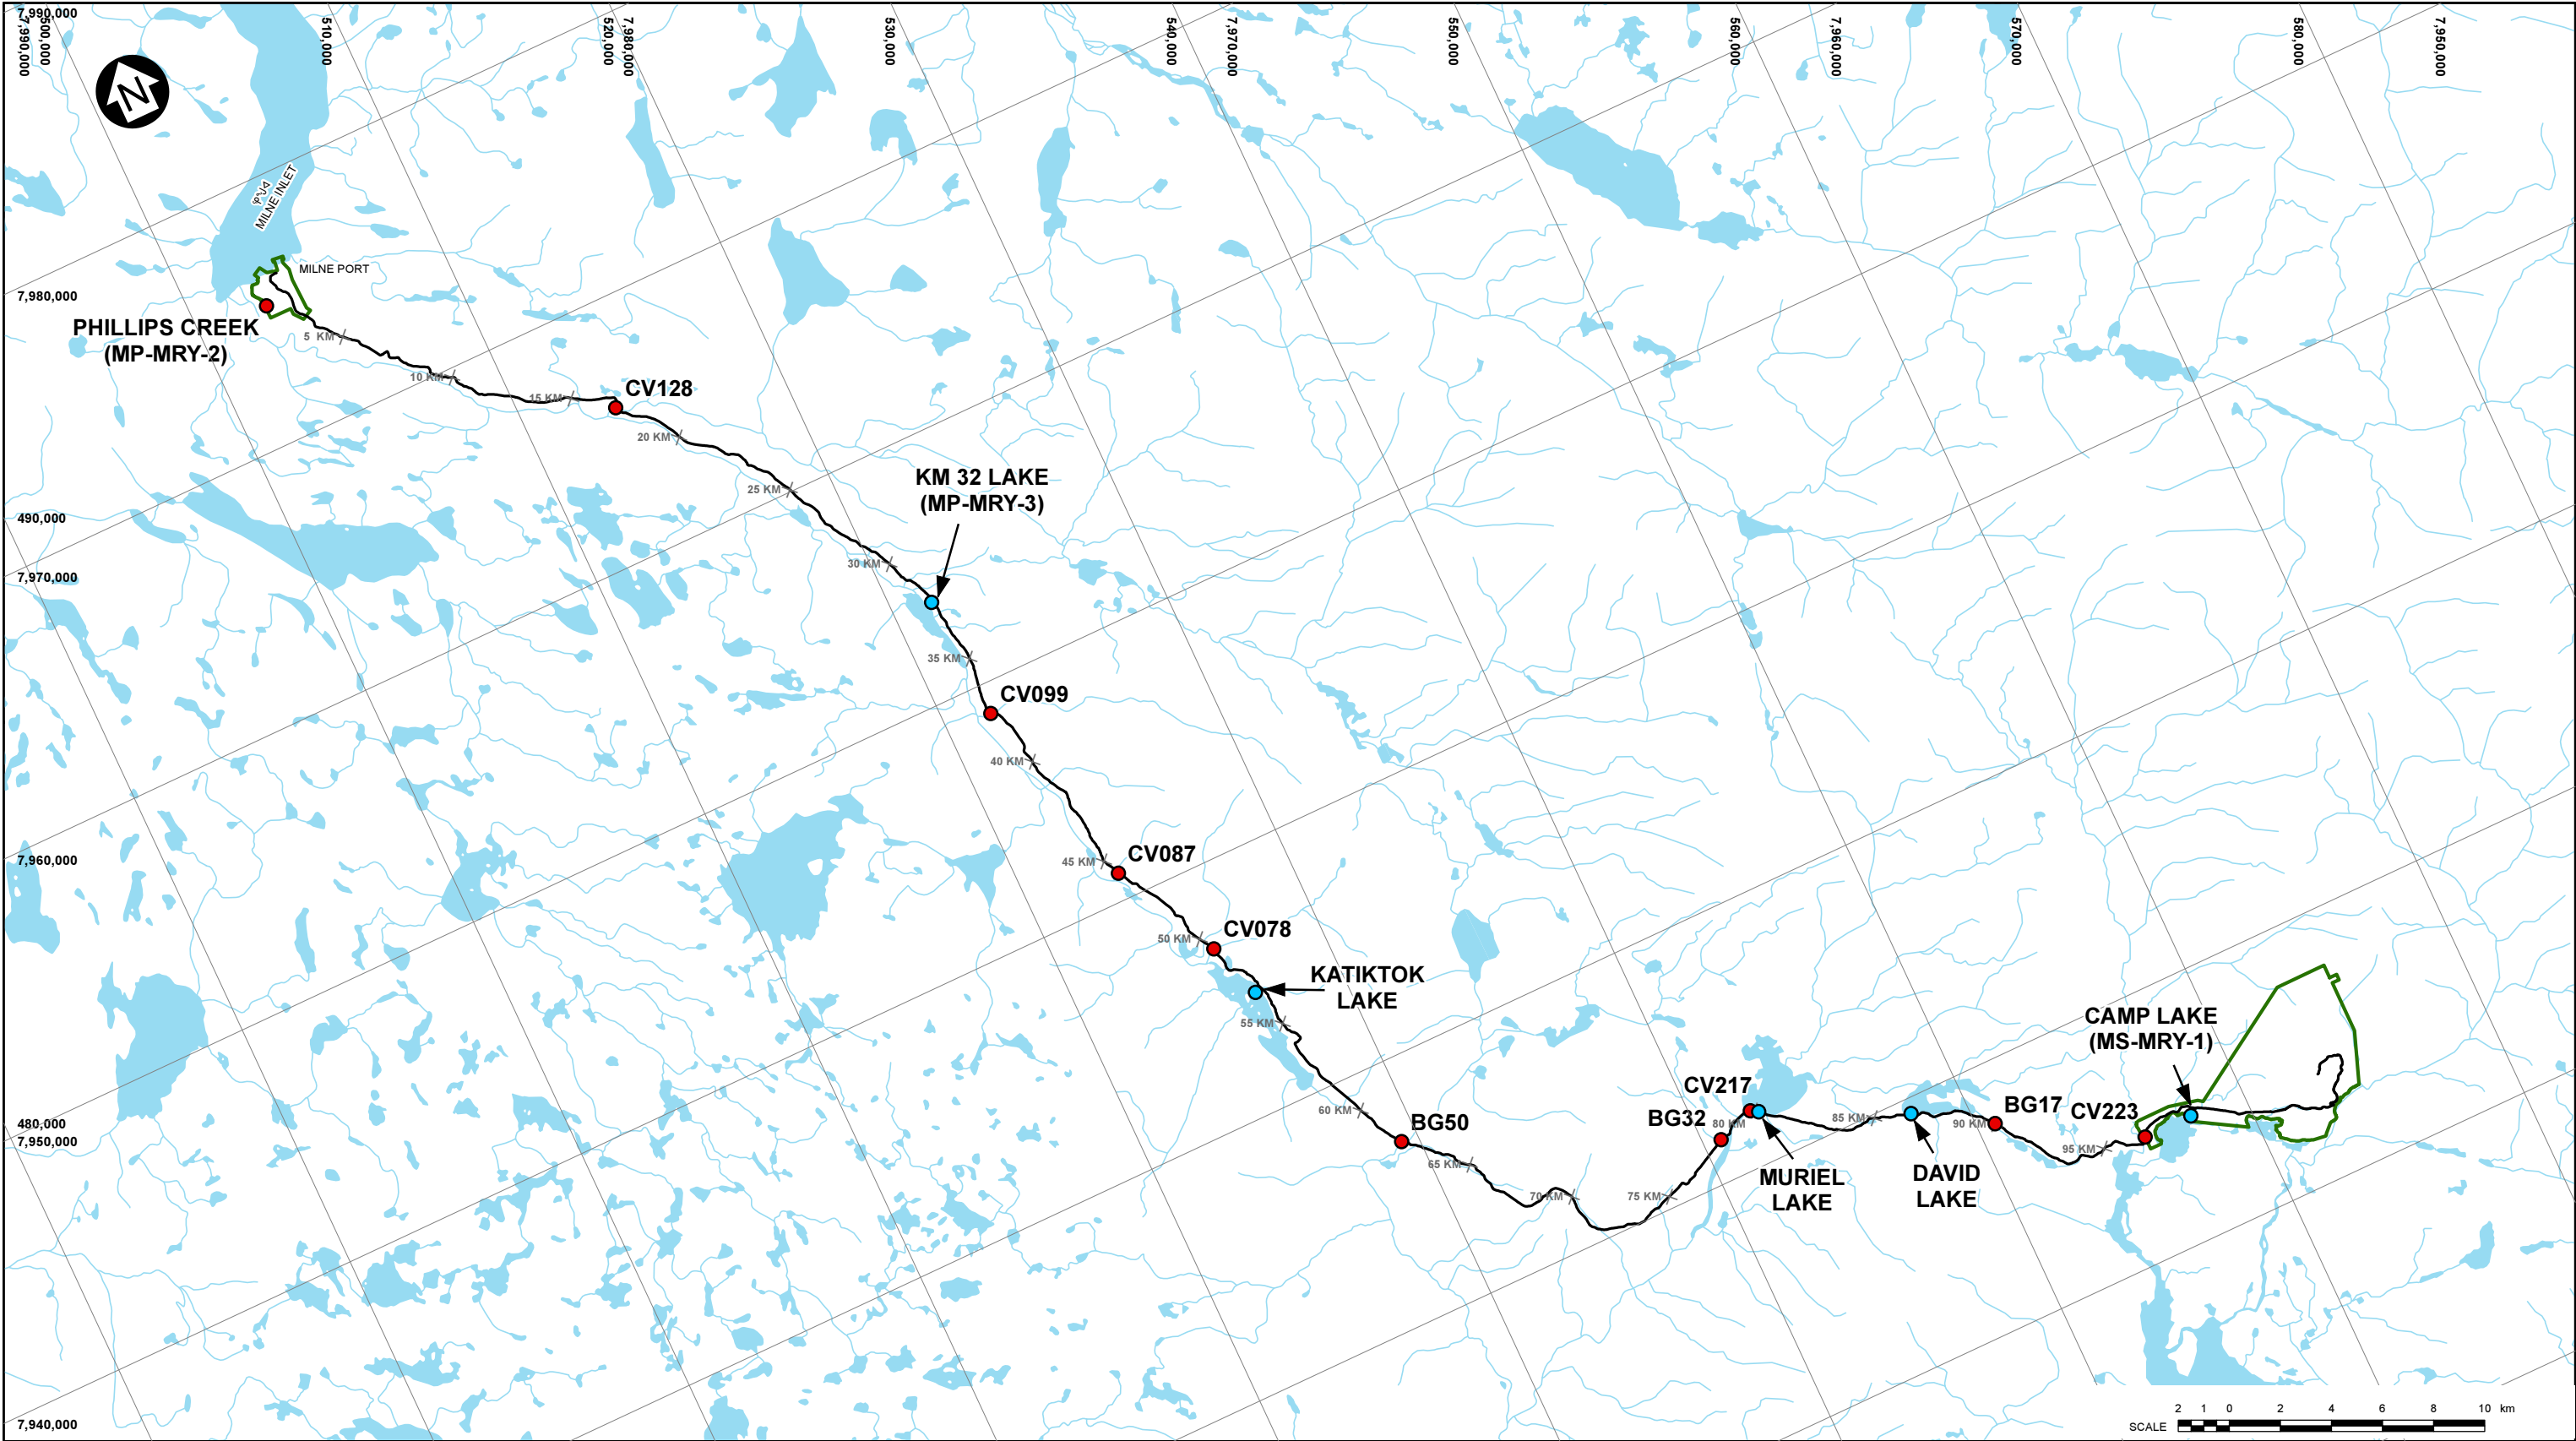 7,990,000
7,990,000
500,000
510,000
520,000
7,980,000
530,000
540,000
7,970,000
550,000
560,000
7,960,000
570,000
580,000
7,950,000
N
MILNE INLET
MILNE PORT
7,980,000
PHILLIPS CREEK
(MP-MRY-2)
5 KM
10 KM
15 KM
CV128
20 KM
KM 32 LAKE
(MP-MRY-3)
25 KM
490,000
30 KM
7,970,000
35 KM
CV099
40 KM
7,960,000
45 KM
CV087
50 KM
CV078
KATIKTOK
LAKE
55 KM
CAMP LAKE
(MS-MRY-1)
480,000
7,950,000
60 KM
BG50
65 KM
70 KM
75 KM
CV217
BG32
80 KM
MURIEL
LAKE
85 KM
DAVID
LAKE
90 KM
BG17
CV223
95 KM
7,940,000
SCALE
2 1 0 2 4 6 8 10 km